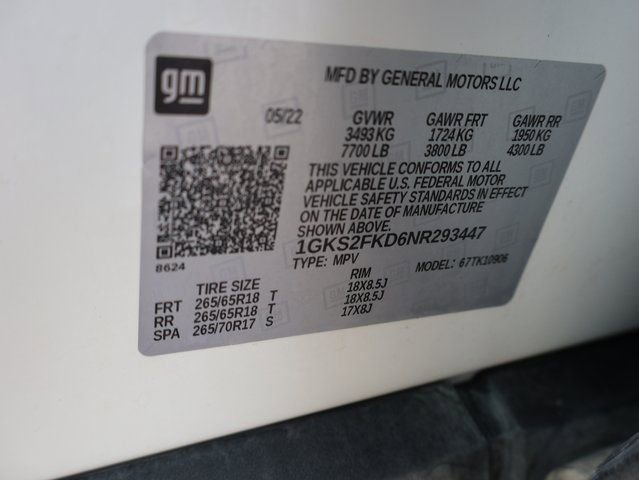 gm
MFD BY GENERAL MOTORS LLC
05/22 GVWR GAWR FRT GAWR RR
3493 KG 1724 KG 1950 KG
7700 LB 3800 LB 4300 LB
THIS VEHICLE CONFORMS TO ALL
APPLICABLE U.S. FEDERAL MOTOR
VEHICLE SAFETY STANDARDS IN EFFECT
ON THE DATE OF MANUFACTURE
1GKS2FKD6NR293447
8624
TYPE: MPV MODEL: 67TK10906
TIRE SIZE RIM
FRT 265/65R18 T 18X8.5J
RR 265/65R18 T 18X8.5J
SPA 265/70R17 S 17X8J